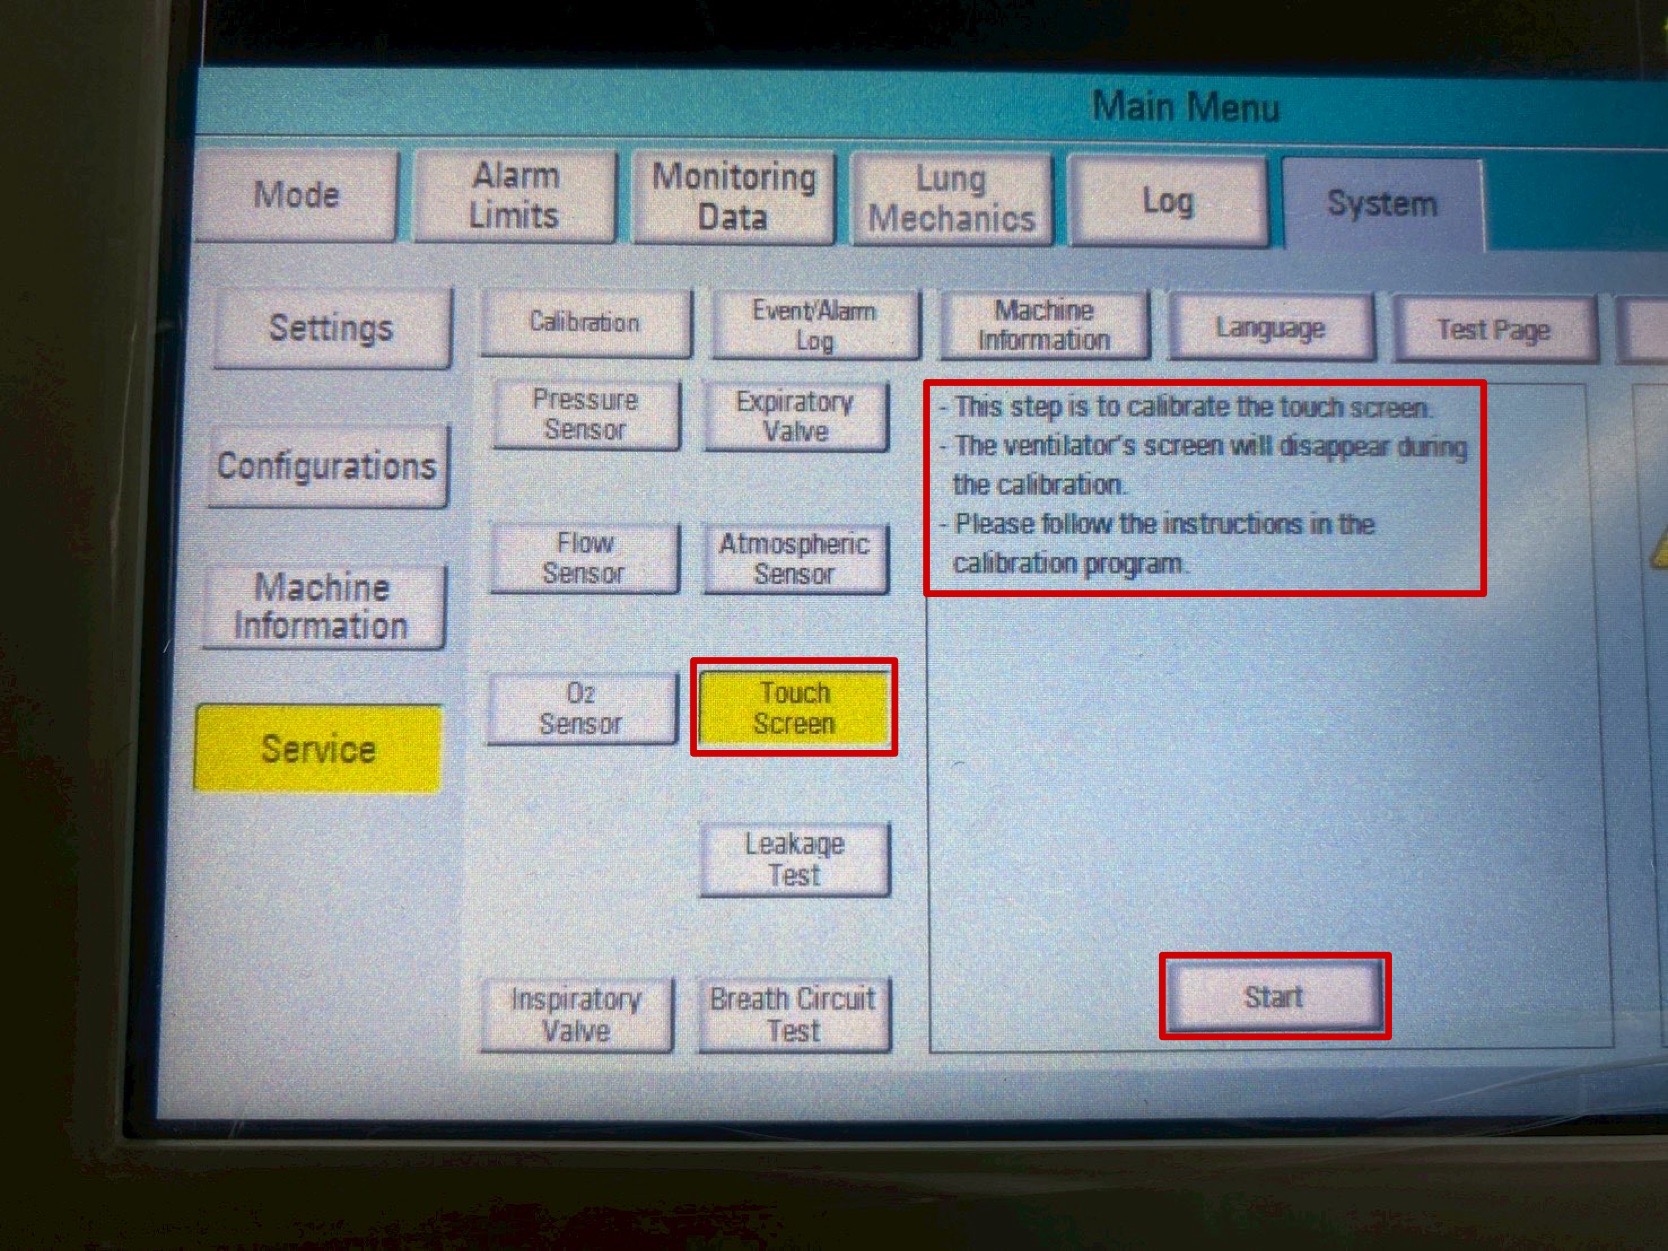 Main Menu
Mode
Alarm
Limits
Monitoring
Data
Lung
Mechanics
Log
System
Settings
Configurations
Machine
Information
Service
Calibration
Event/Alarm
Log
Machine
Information
Language
Test Page
Pressure
Sensor
Expiratory
Valve
Flow
Sensor
Atmospheric
Sensor
O2
Sensor
Touch
Screen
Leakage
Test
Inspiratory
Valve
Breath Circuit
Test
- This step is to calibrate the touch screen.
- The ventilator's screen will disappear during
the calibration.
- Please follow the instructions in the
calibration program.
Start